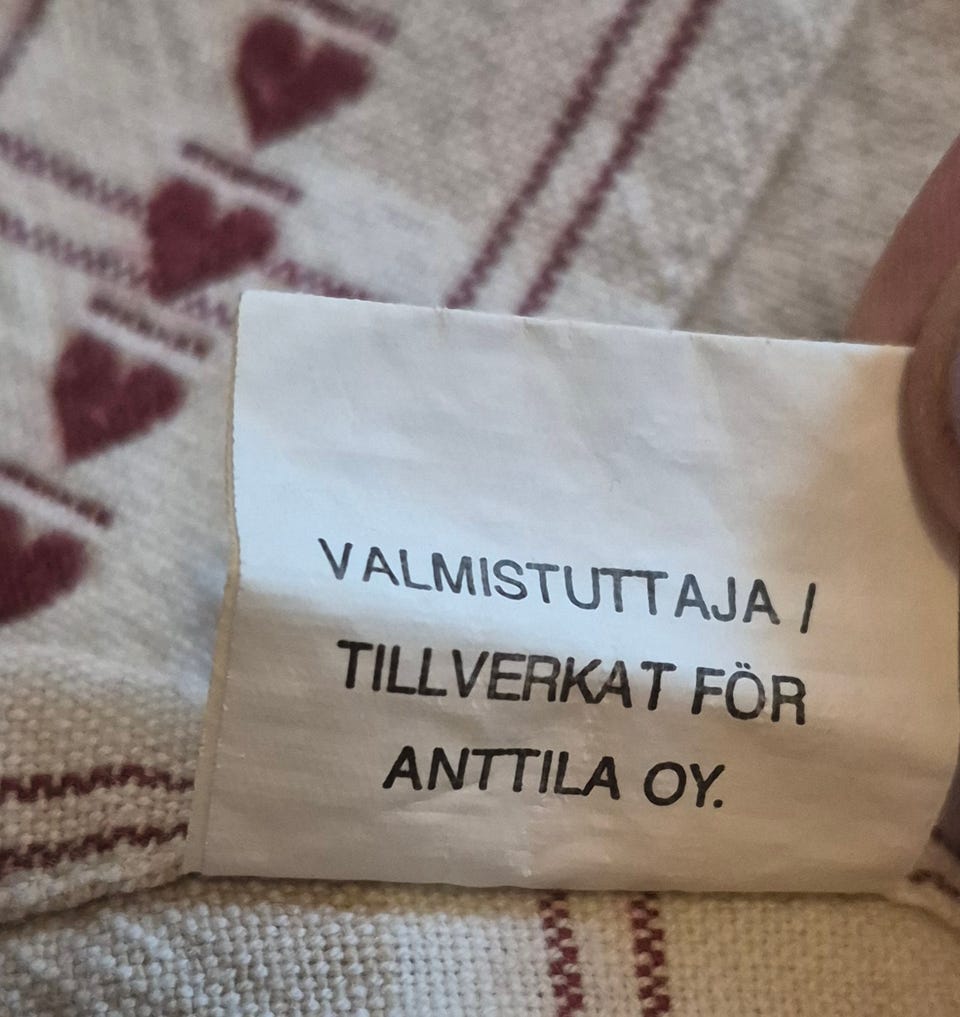 VALMISTUTTAJA /
TILLVERKAT FÖR
ANTTILA OY.